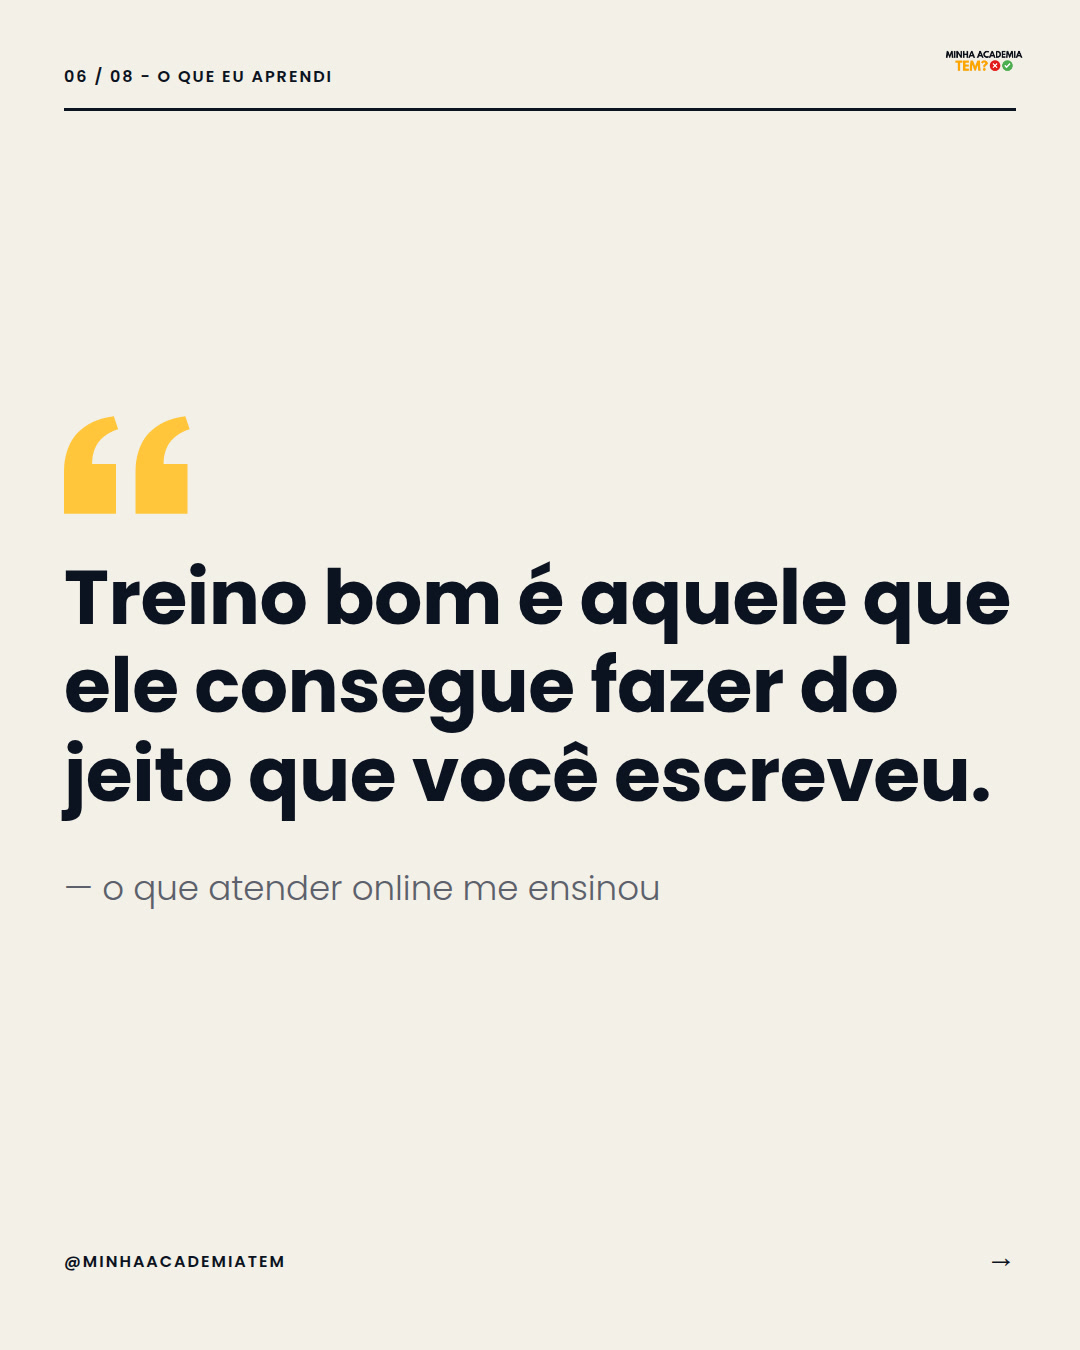 06 / 08 – O QUE EU APRENDI
MINHA ACADEMIA
TEM?
“
Treino bom é aquele que
ele consegue fazer do
jeito que você escreveu.
— o que atender online me ensinou
@MINHAACADEMIATEM
→